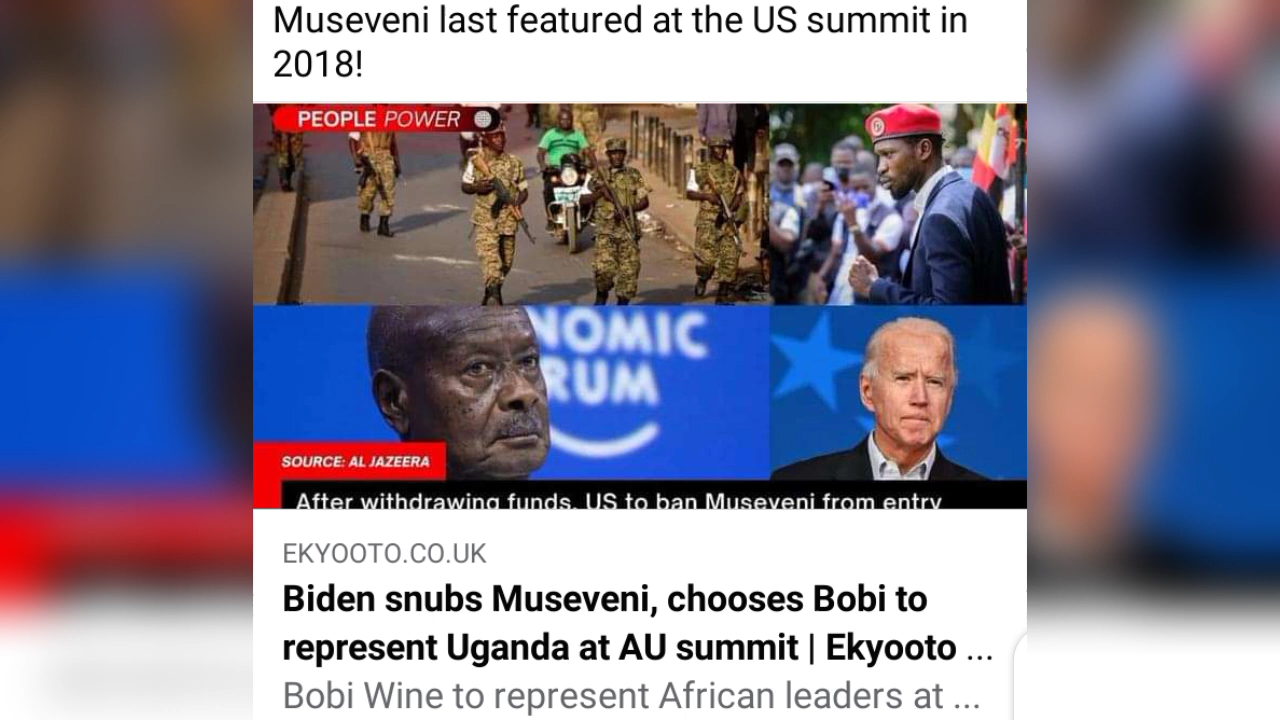 Museveni last featured at the US summit in
2018!
PEOPLE POWER
NOMIC
RUM
SOURCE: AL JAZEERA
After withdrawing funds, US to ban Museveni from entry
EKYOOTO.CO.UK
Biden snubs Museveni, chooses Bobi to
represent Uganda at AU summit | Ekyooto ...
Bobi Wine to represent African leaders at ...